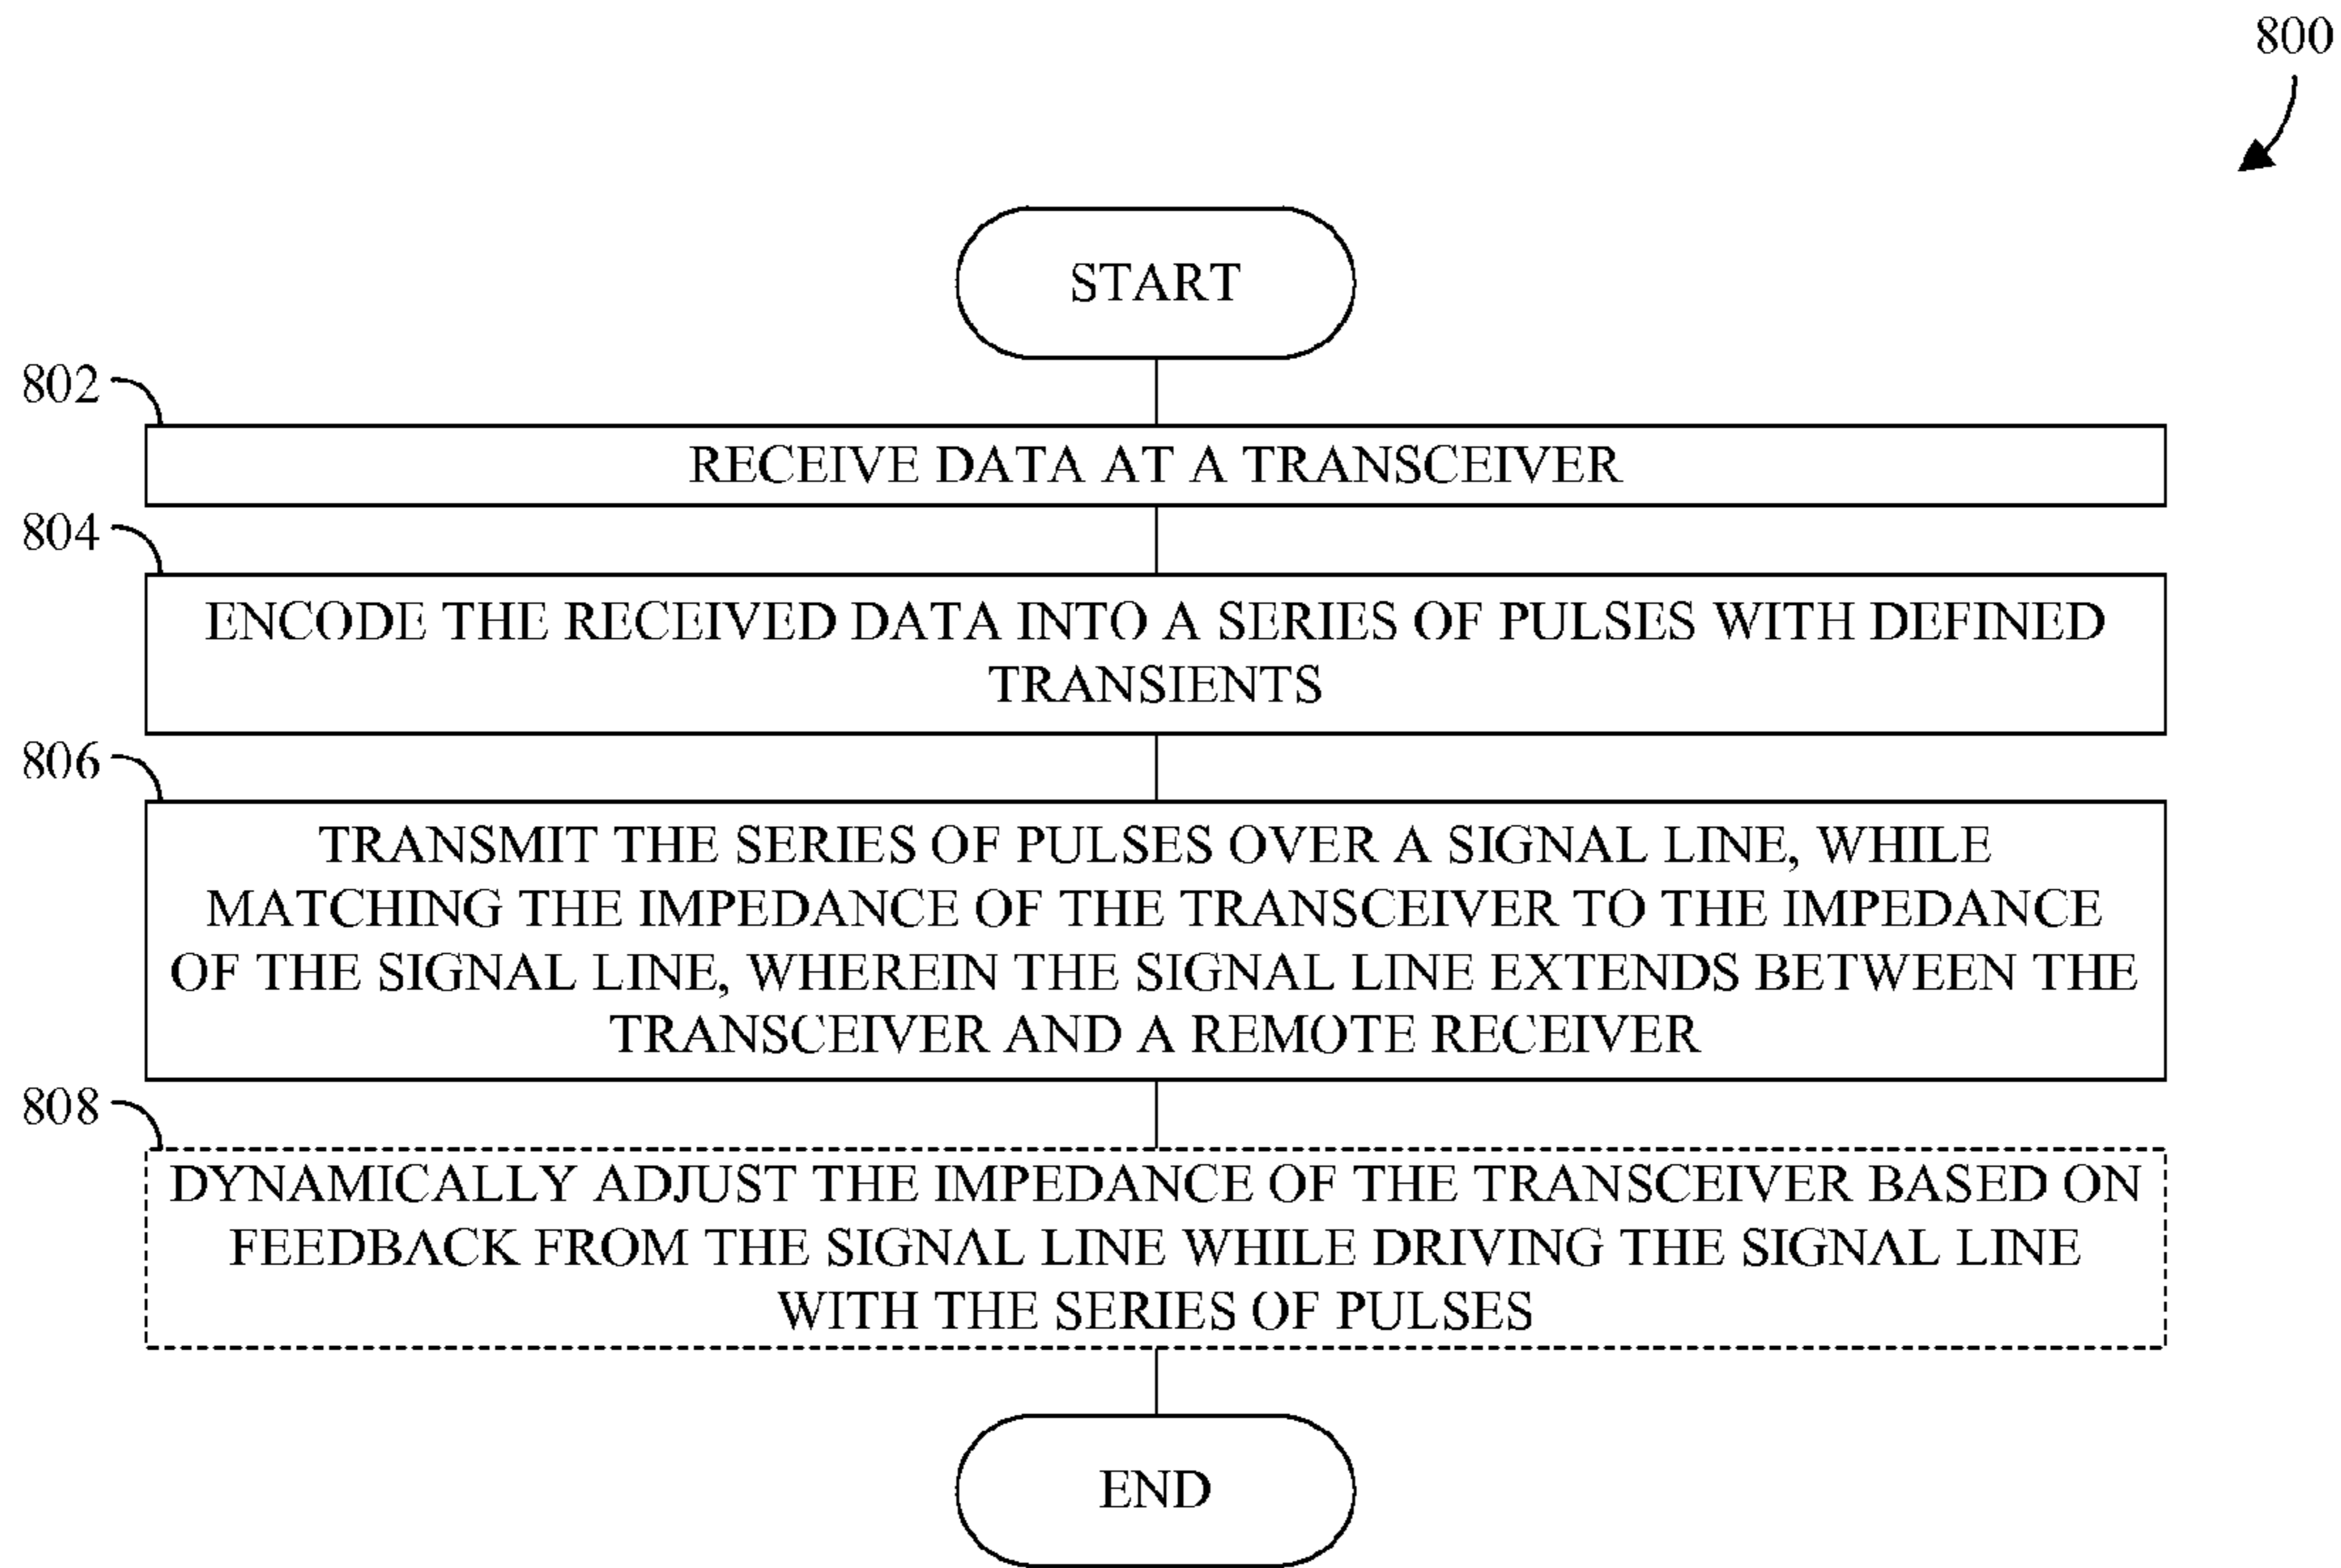 800
START
802
RECEIVE DATA AT A TRANSCEIVER
804
ENCODE THE RECEIVED DATA INTO A SERIES OF PULSES WITH DEFINED
TRANSIENTS
806
TRANSMIT THE SERIES OF PULSES OVER A SIGNAL LINE, WHILE
MATCHING THE IMPEDANCE OF THE TRANSCEIVER TO THE IMPEDANCE
OF THE SIGNAL LINE, WHEREIN THE SIGNAL LINE EXTENDS BETWEEN THE
TRANSCEIVER AND A REMOTE RECEIVER
808
DYNAMICALLY ADJUST THE IMPEDANCE OF THE TRANSCEIVER BASED ON
FEEDBACK FROM THE SIGNAL LINE WHILE DRIVING THE SIGNAL LINE
WITH THE SERIES OF PULSES
END